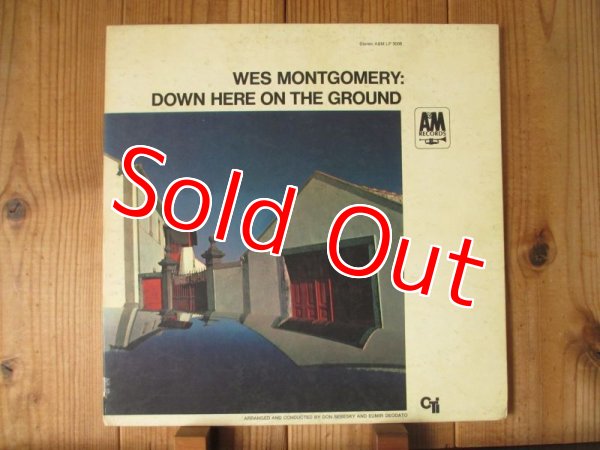 Stereo A&M LP 3006
WES MONTGOMERY:
DOWN HERE ON THE GROUND
A&M
RECORDS
Sold Out
CTi
ARRANGED AND CONDUCTED BY DON SEBESKY AND EUMIR DEODATO